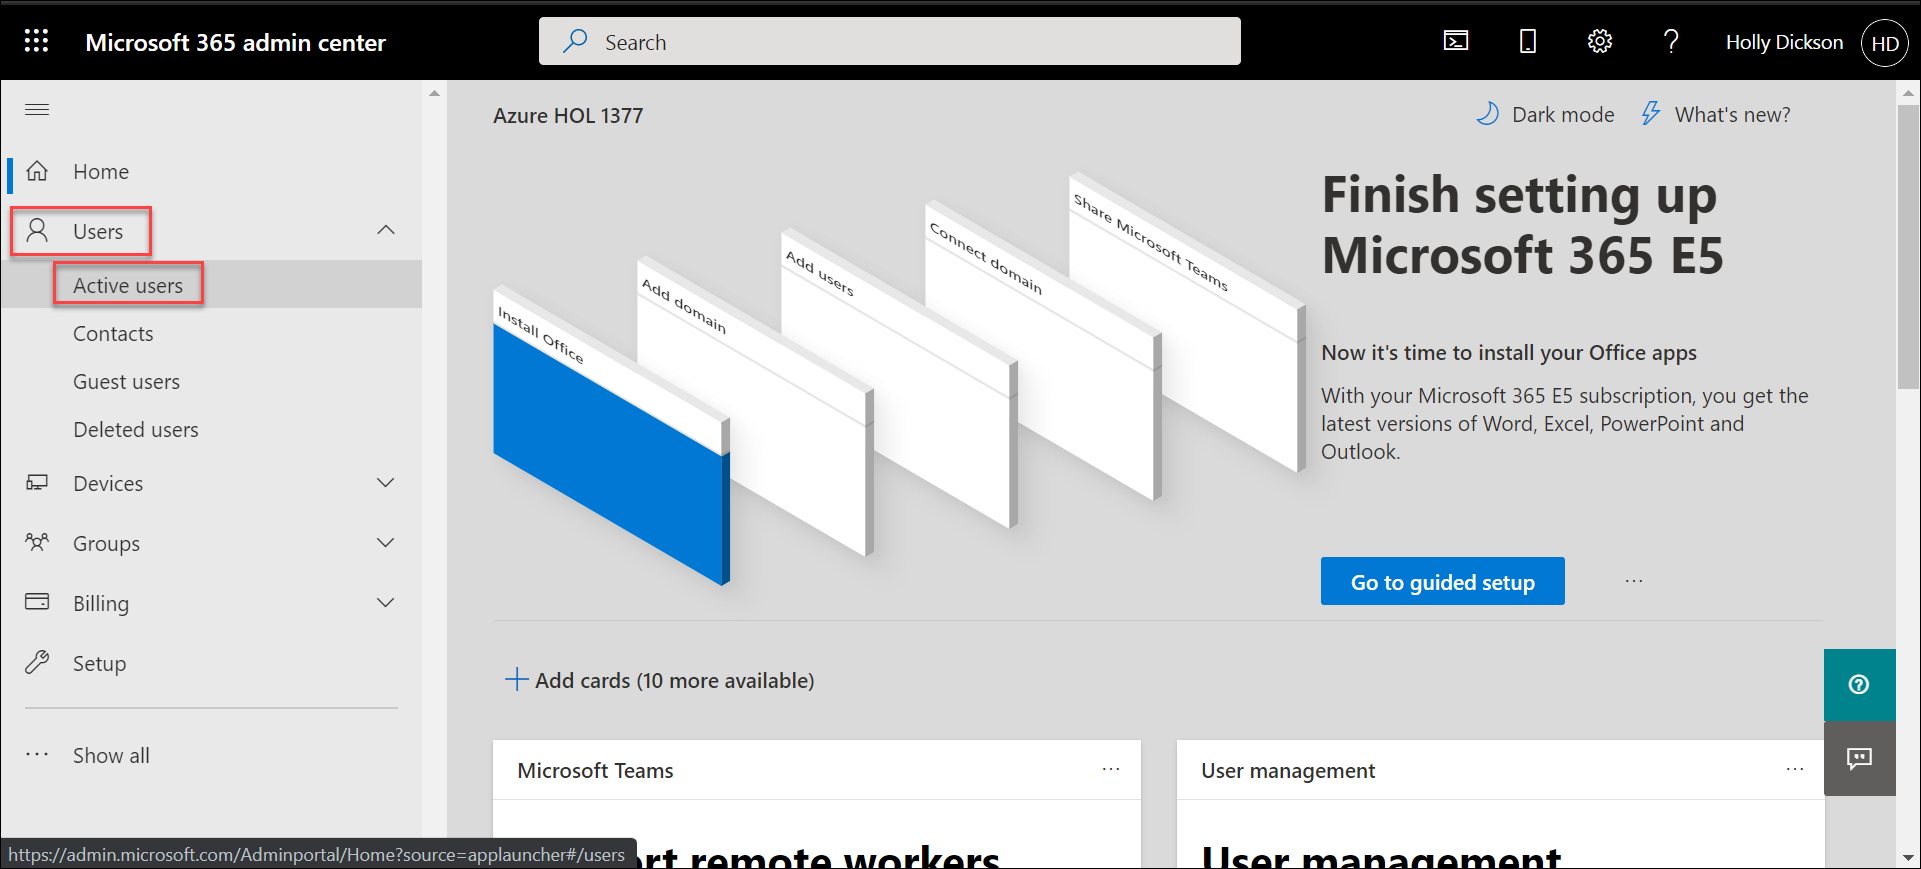 Microsoft 365 admin center
Search
Holly Dickson
HD
Home
Users
Active users
Contacts
Guest users
Deleted users
Devices
Groups
Billing
Setup
Show all
Azure HOL 1377
Dark mode
What's new?
Install Office
Add domain
Add users
Connect domain
Share Microsoft Teams
Finish setting up
Microsoft 365 E5
Now it's time to install your Office apps
With your Microsoft 365 E5 subscription, you get the
latest versions of Word, Excel, PowerPoint and
Outlook.
Go to guided setup
Add cards (10 more available)
Microsoft Teams
remote workers
User management
User management
https://admin.microsoft.com/Adminportal/Home?source=applauncher#/users